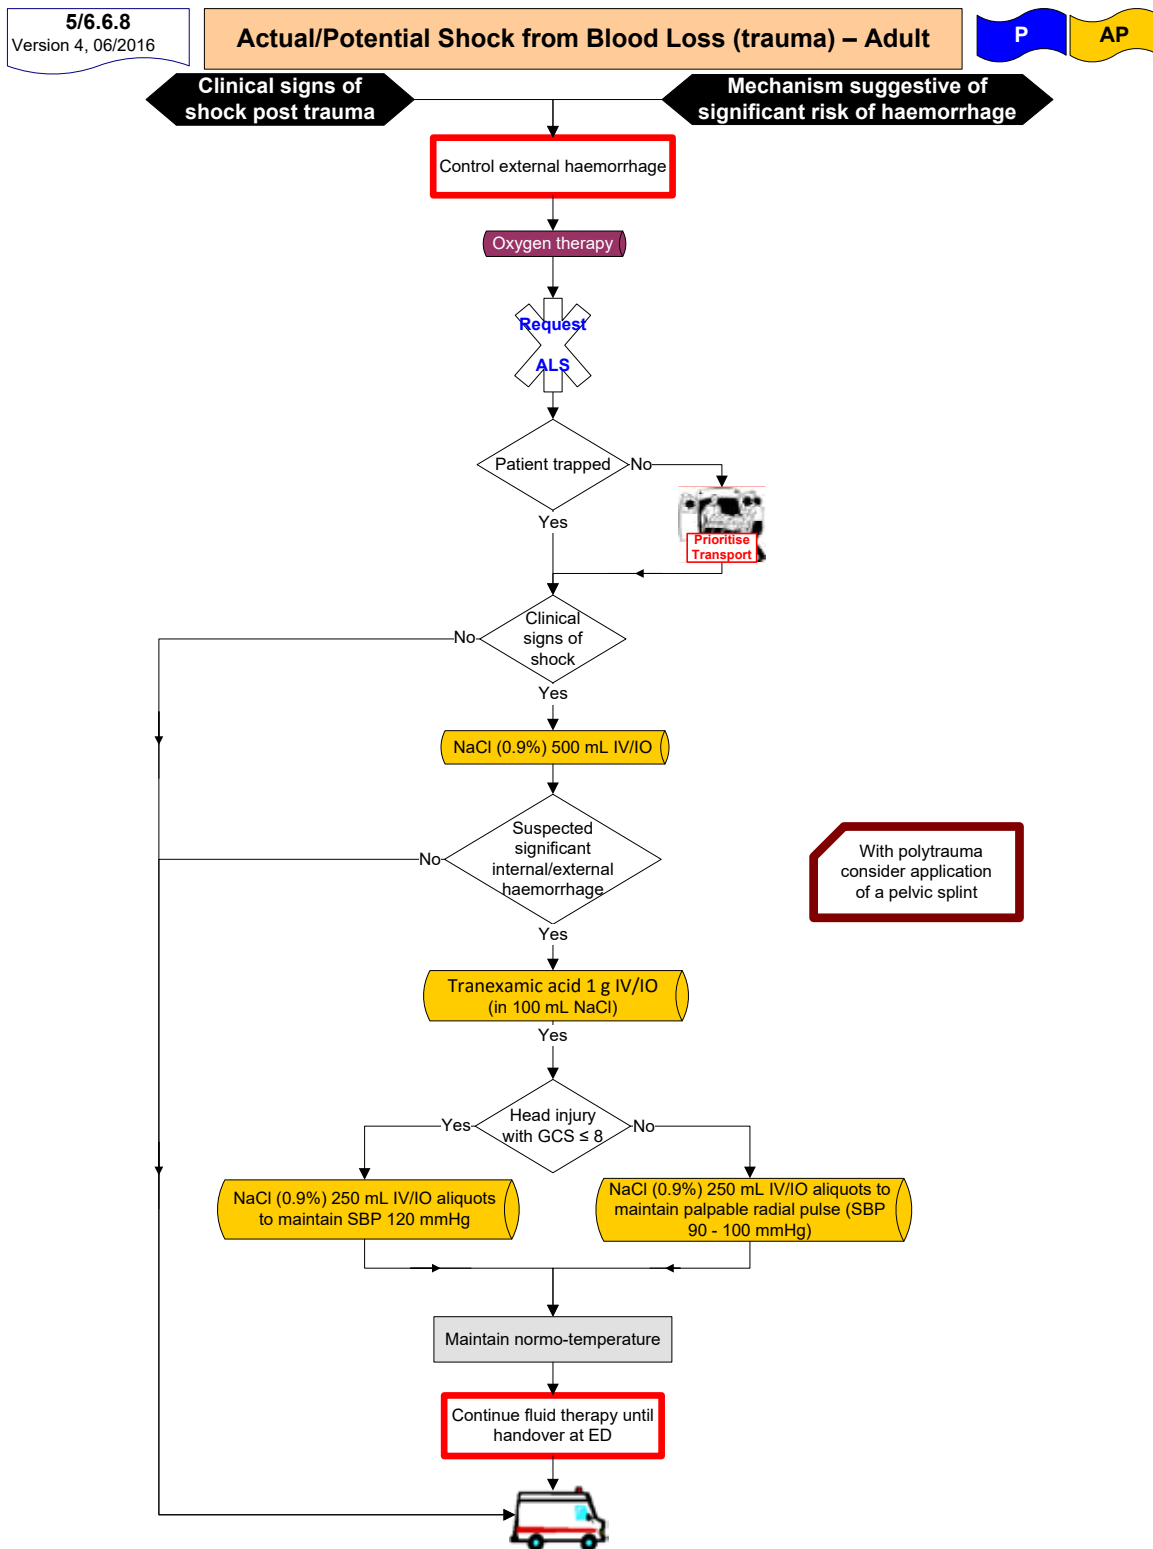 5/6.6.8
Version 4, 06/2016
Actual/Potential Shock from Blood Loss (trauma) – Adult
P
AP
Clinical signs of
shock post trauma
Mechanism suggestive of
significant risk of haemorrhage
Control external haemorrhage
Oxygen therapy
Request
ALS
Patient trapped
No
Yes
Prioritise
Transport
Clinical
signs of
shock
No
Yes
NaCl (0.9%) 500 mL IV/IO
Suspected
significant
internal/external
haemorrhage
No
Yes
With polytrauma
consider application
of a pelvic splint
Tranexamic acid 1 g IV/IO
(in 100 mL NaCl)
Yes
Head injury
with GCS ≤ 8
Yes
No
NaCl (0.9%) 250 mL IV/IO aliquots
to maintain SBP 120 mmHg
NaCl (0.9%) 250 mL IV/IO aliquots to
maintain palpable radial pulse (SBP
90 - 100 mmHg)
Maintain normo-temperature
Continue fluid therapy until
handover at ED